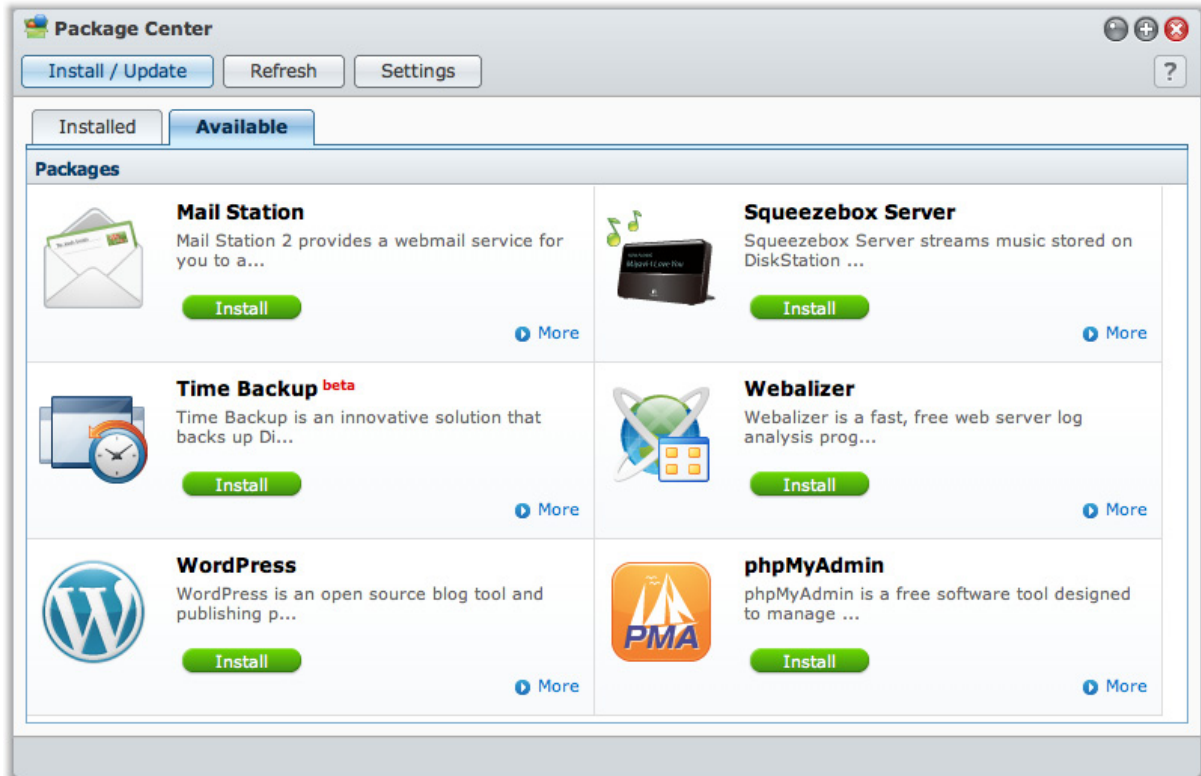 Package Center
Install / Update
Refresh
Settings
?
Installed
Available
Packages
Mail Station
Mail Station 2 provides a webmail service for
you to a...
Install
More
Squeezebox Server
Squeezebox Server streams music stored on
DiskStation ...
Install
More
Time Backup beta
Time Backup is an innovative solution that
backs up Di...
Install
More
Webalizer
Webalizer is a fast, free web server log
analysis prog...
Install
More
WordPress
WordPress is an open source blog tool and
publishing p...
Install
More
PMA
phpMyAdmin
phpMyAdmin is a free software tool designed
to manage ...
Install
More